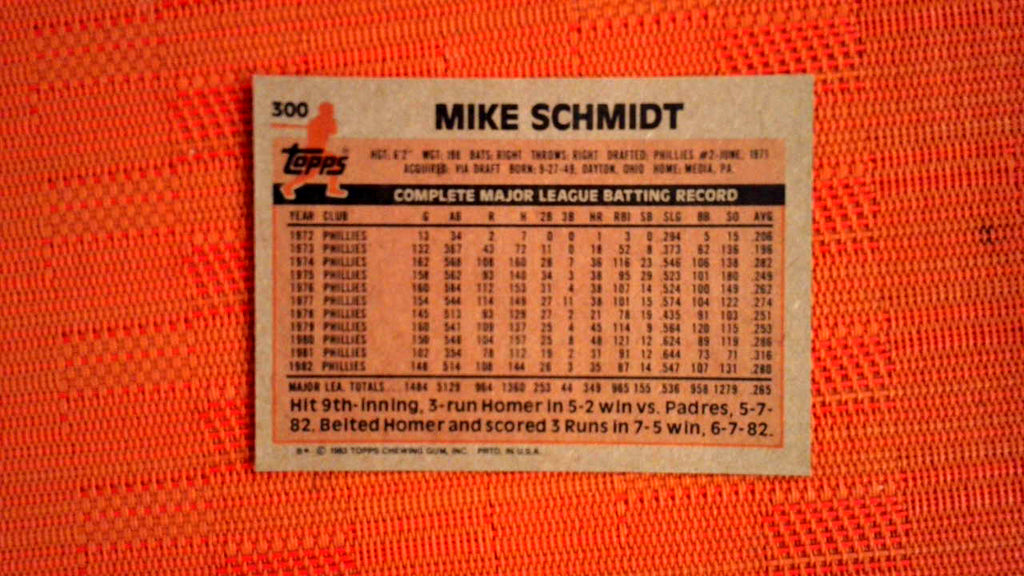 300
MIKE SCHMIDT
Topps
HGT: 6'2" WGT: 198 BATS: RIGHT THROWS: RIGHT DRAFTED: PHILLIES #2-JUNE, 1971
ACQUIRED: VIA DRAFT BORN: 9-27-49, DAYTON, OHIO HOME: MEDIA, PA.
COMPLETE MAJOR LEAGUE BATTING RECORD
YEAR CLUB G AB R H 2B 3B HR RBI SB SLG BB SO AVG
1972 PHILLIES 13 34 2 7 0 0 1 3 0 .294 5 15 .206
1973 PHILLIES 132 367 43 72 11 0 18 52 8 .373 62 136 .196
1974 PHILLIES 162 568 108 160 28 7 36 116 23 .546 106 138 .282
1975 PHILLIES 158 562 93 140 34 3 38 95 29 .523 101 180 .249
1976 PHILLIES 160 584 112 153 31 4 38 107 14 .524 100 149 .262
1977 PHILLIES 154 544 114 149 27 11 38 101 15 .574 104 122 .274
1978 PHILLIES 145 513 93 129 27 2 21 78 19 .435 91 103 .251
1979 PHILLIES 160 541 109 137 25 4 45 114 9 .564 120 115 .253
1980 PHILLIES 150 548 104 157 25 8 48 121 12 .624 89 119 .286
1981 PHILLIES 102 354 78 112 19 2 31 91 12 .644 73 71 .316
1982 PHILLIES 148 514 108 144 26 3 35 87 14 .547 107 131 .280
MAJOR LEA. TOTALS.... 1484 5129 964 1360 253 44 349 965 155 .536 958 1279 .265
Hit 9th-inning, 3-run Homer in 5-2 win vs. Padres, 5-7-
82. Belted Homer and scored 3 Runs in 7-5 win, 6-7-82.
B* © 1983 TOPPS CHEWING GUM, INC. PRTD. IN U.S.A.